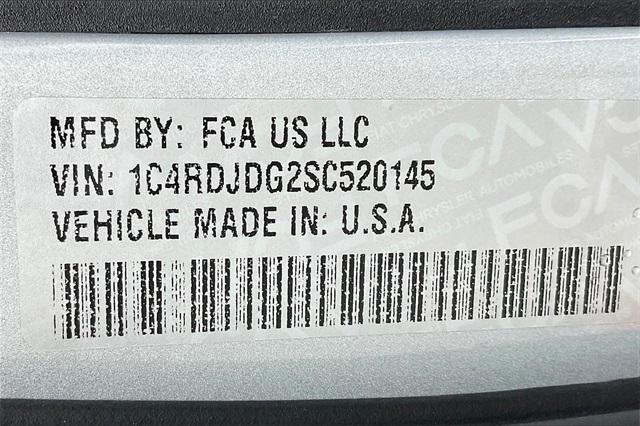 MFD BY: FCA US LLC
VIN: 1C4RDJDG2SC520145
VEHICLE MADE IN: U.S.A.